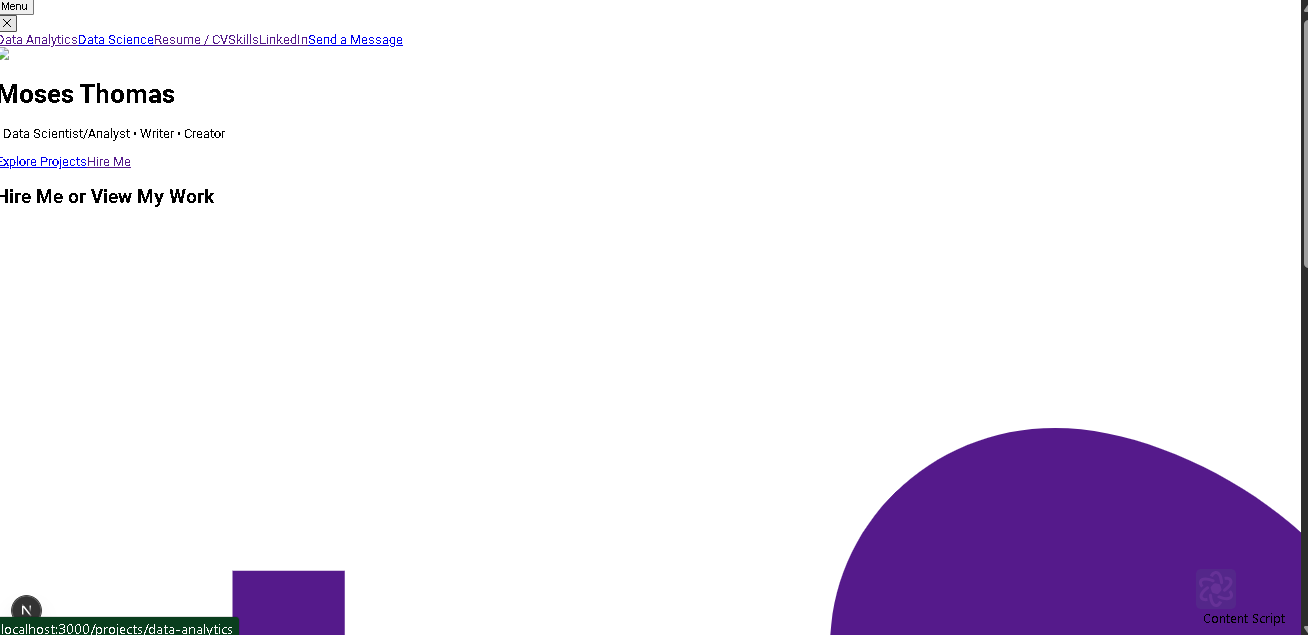 Menu
Data AnalyticsData ScienceResume / CVSkillsLinkedInSend a Message
Moses Thomas
Data Scientist/Analyst • Writer • Creator
Explore ProjectsHire Me
Hire Me or View My Work
N
Content Script
localhost:3000/projects/data-analytics